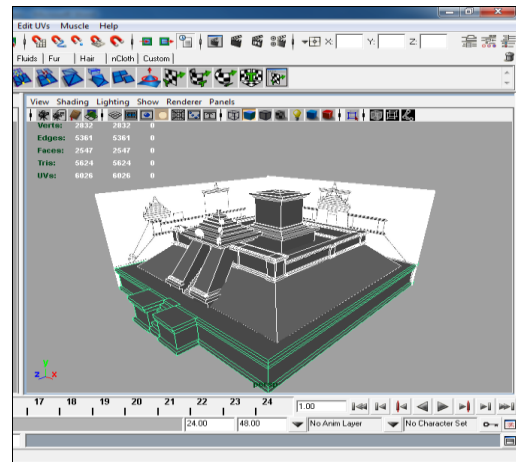 Edit UVs Muscle Help
X: Y: Z:
Fluids Fur Hair nCloth Custom
View Shading Lighting Show Renderer Panels
Verts: 2832 2832 0
Edges: 5361 5361 0
Faces: 2547 2547 0
Tris: 5624 5624 0
UVs: 6026 6026 0
Y
Z X
persp
17 18 19 20 21 22 23 24 1.00
24.00 48.00 No Anim Layer No Character Set